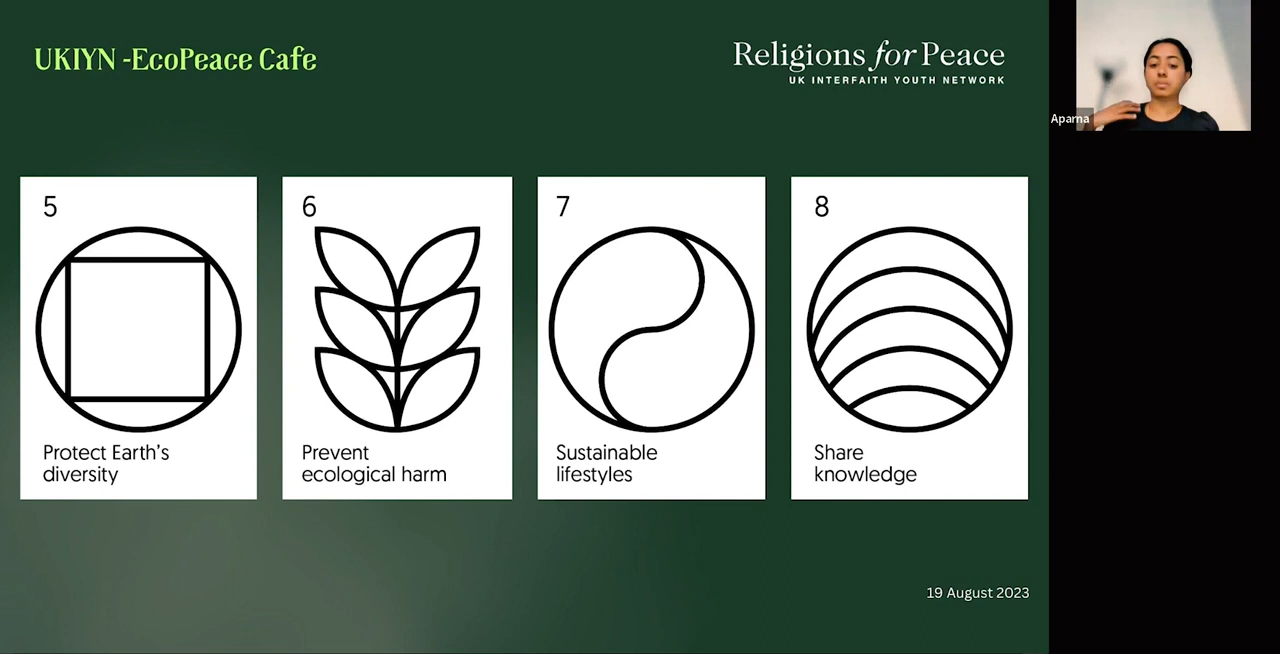 UKIYN -EcoPeace Cafe
Religions for Peace
UK INTERFAITH YOUTH NETWORK
Aparna
5
Protect Earth's
diversity
6
Prevent
ecological harm
7
Sustainable
lifestyles
8
Share
knowledge
19 August 2023